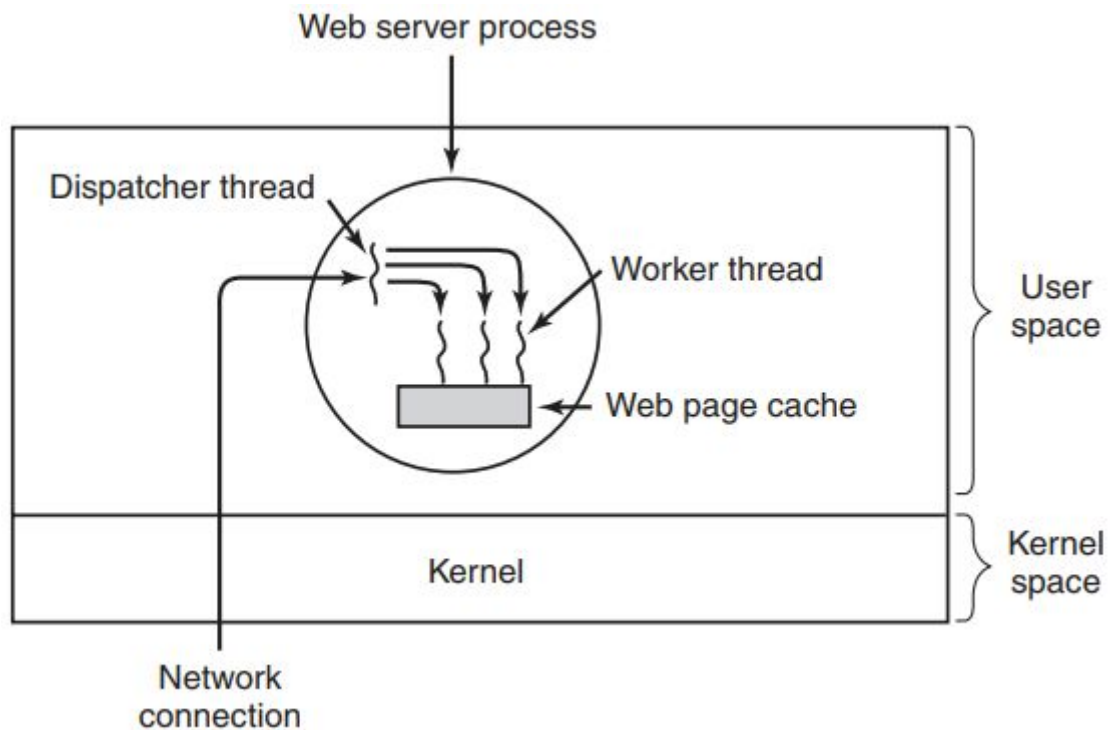 Web server process
Dispatcher thread
Worker thread
Web page cache
User
space
Kernel
Kernel
space
Network
connection